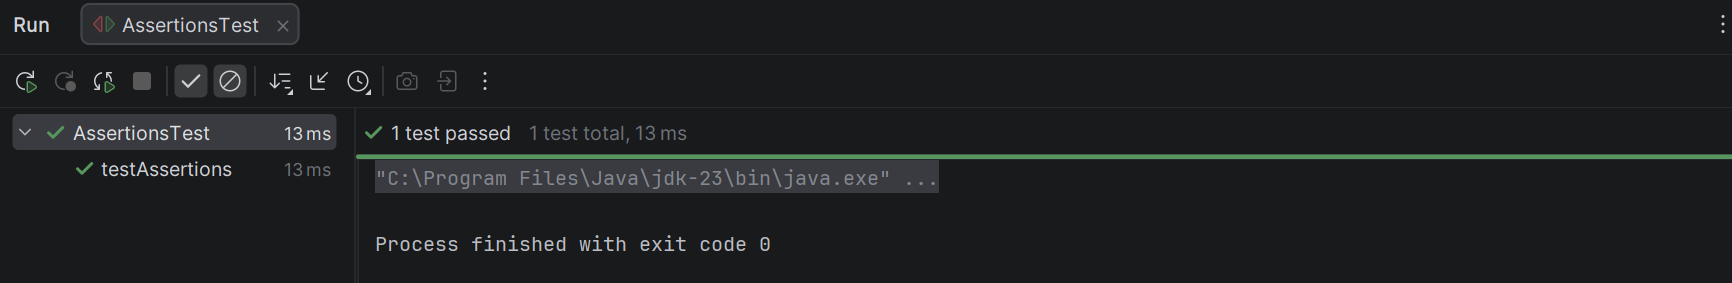 Run AssertionsTest
AssertionsTest 13 ms
testAssertions 13 ms
1 test passed 1 test total, 13 ms
"C:\Program Files\Java\jdk-23\bin\java.exe" ...
Process finished with exit code 0